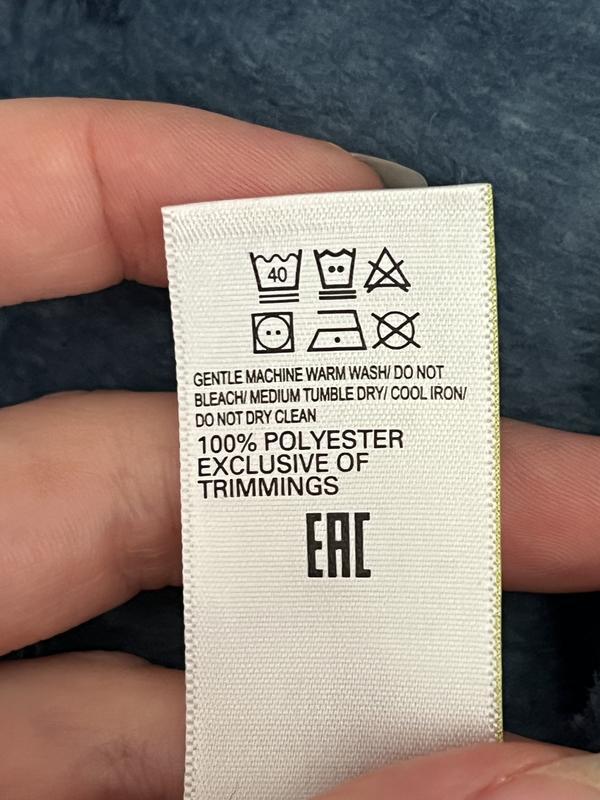 40
GENTLE MACHINE WARM WASH/ DO NOT
BLEACH/ MEDIUM TUMBLE DRY/ COOL IRON/
DO NOT DRY CLEAN
100% POLYESTER
EXCLUSIVE OF
TRIMMINGS
EAC